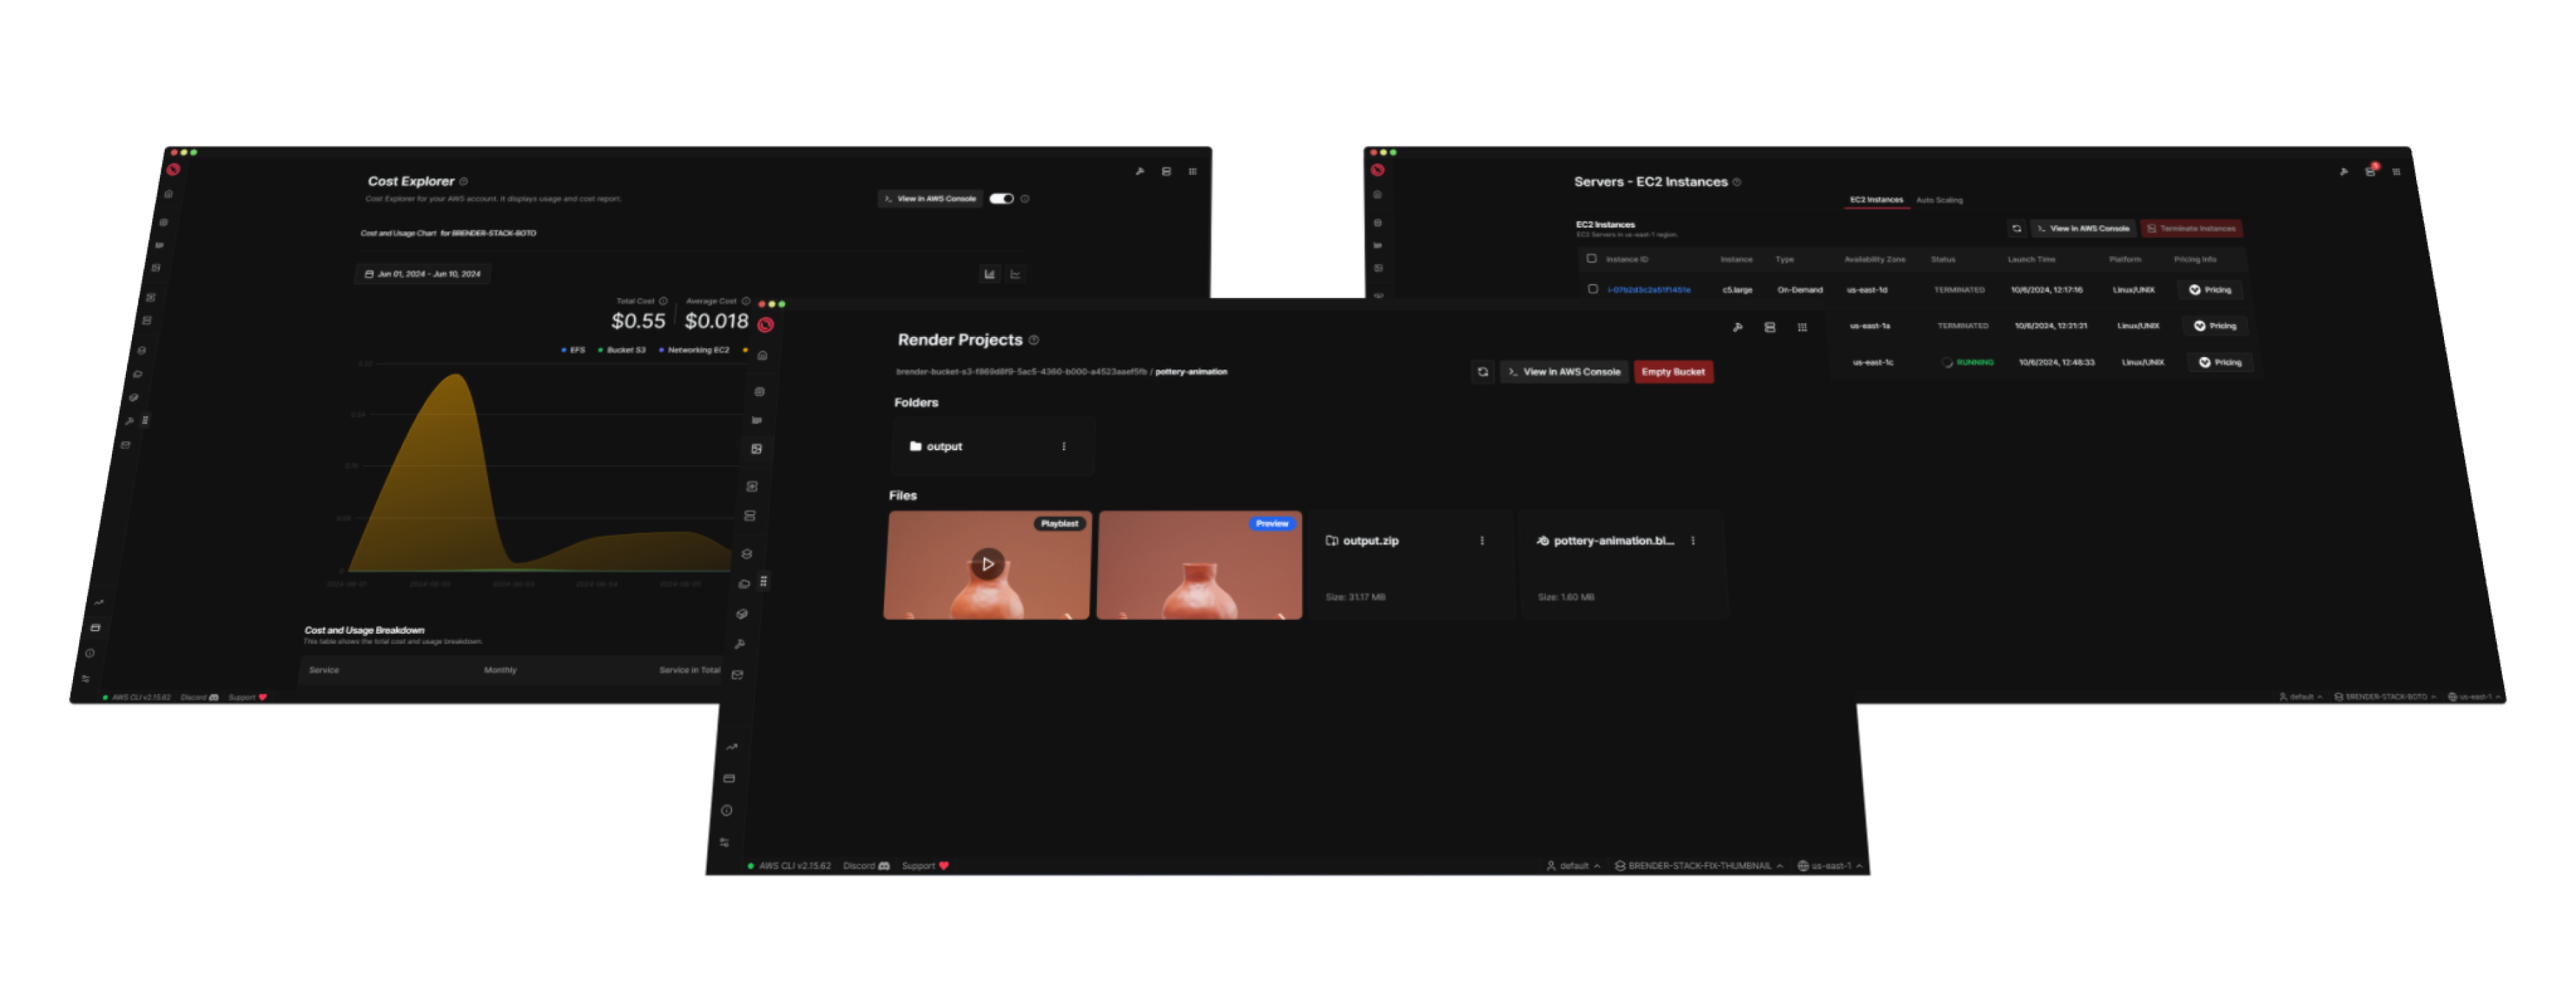 Cost Explorer
Cost Explorer for your AWS account. It displays usage and cost report.
View in AWS Console
Cost and Usage Chart for BRENDER-STACK-BOTO
Jun 01, 2024 - Jun 10, 2024
Total Cost
$0.55
Average Cost
$0.018
EFS
Bucket S3
Networking EC2
0
Cost and Usage Breakdown
This table shows the total cost and usage breakdown.
Service
Monthly
Service in Total
AWS CLI v2.15.62
Discord
Support
Servers - EC2 Instances
EC2 Instances
Auto Scaling
EC2 Instances
EC2 Servers in us-east-1 region.
View in AWS Console
Terminate Instances
Instance ID Instance Type Availability Zone Status Launch Time Platform Pricing Info
i-07b2d3c2a51f1451e c5.large On-Demand us-east-1d TERMINATED 10/6/2024, 12:17:16 Linux/UNIX Pricing
us-east-1a TERMINATED 10/6/2024, 12:21:21 Linux/UNIX Pricing
us-east-1c RUNNING 10/6/2024, 12:48:33 Linux/UNIX Pricing
default
BRENDER-STACK-BOTO
us-east-1
Render Projects
brender-bucket-s3-f869d8f9-5ac5-4360-b000-a4523aaef5fb / pottery-animation
View in AWS Console
Empty Bucket
Folders
output
Files
Playblast
Preview
output.zip
Size: 31.17 MB
pottery-animation.bl...
Size: 1.60 MB
AWS CLI v2.15.62
Discord
Support
default
BRENDER-STACK-FIX-THUMBNAIL
us-east-1